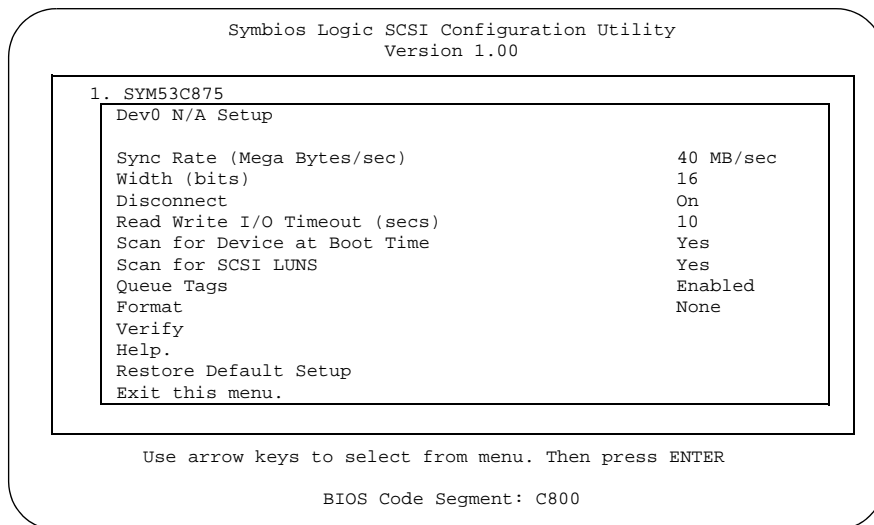 Symbios Logic SCSI Configuration Utility
Version 1.00
1. SYM53C875
Dev0 N/A Setup
Sync Rate (Mega Bytes/sec) 40 MB/sec
Width (bits) 16
Disconnect On
Read Write I/O Timeout (secs) 10
Scan for Device at Boot Time Yes
Scan for SCSI LUNS Yes
Queue Tags Enabled
Format None
Verify
Help.
Restore Default Setup
Exit this menu.
Use arrow keys to select from menu. Then press ENTER
BIOS Code Segment: C800